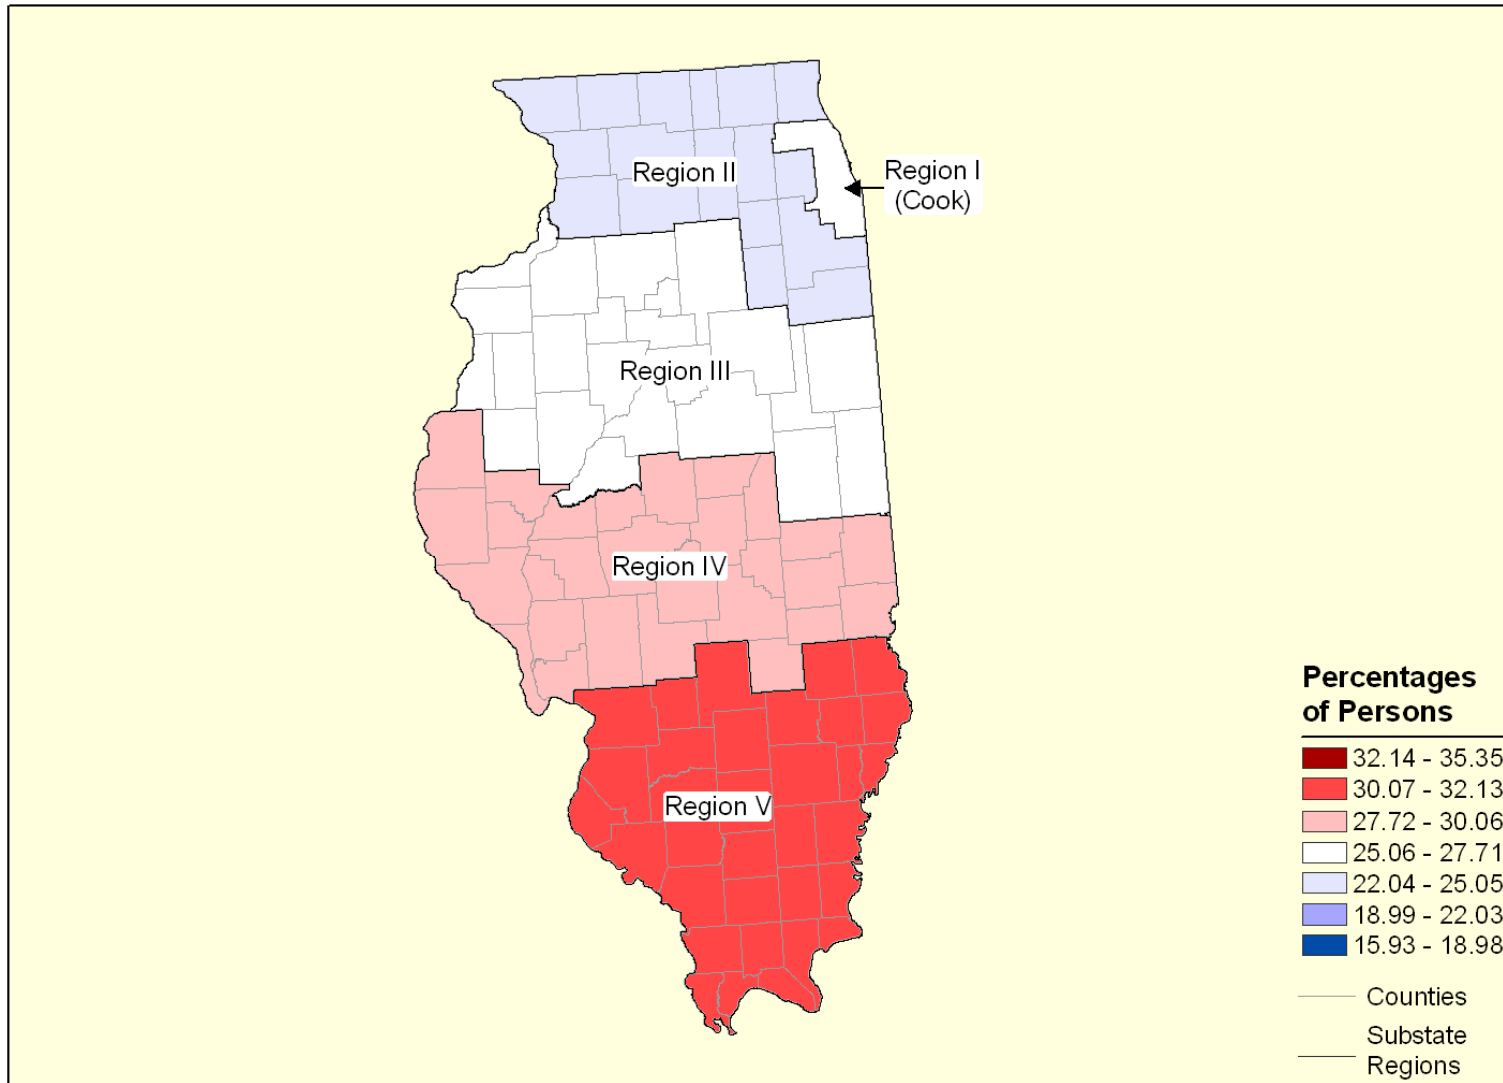 Region II
Region I
(Cook)
Region III
Region IV
Region V
Percentages
of Persons
32.14 - 35.35
30.07 - 32.13
27.72 - 30.06
25.06 - 27.71
22.04 - 25.05
18.99 - 22.03
15.93 - 18.98
Counties
Substate
Regions